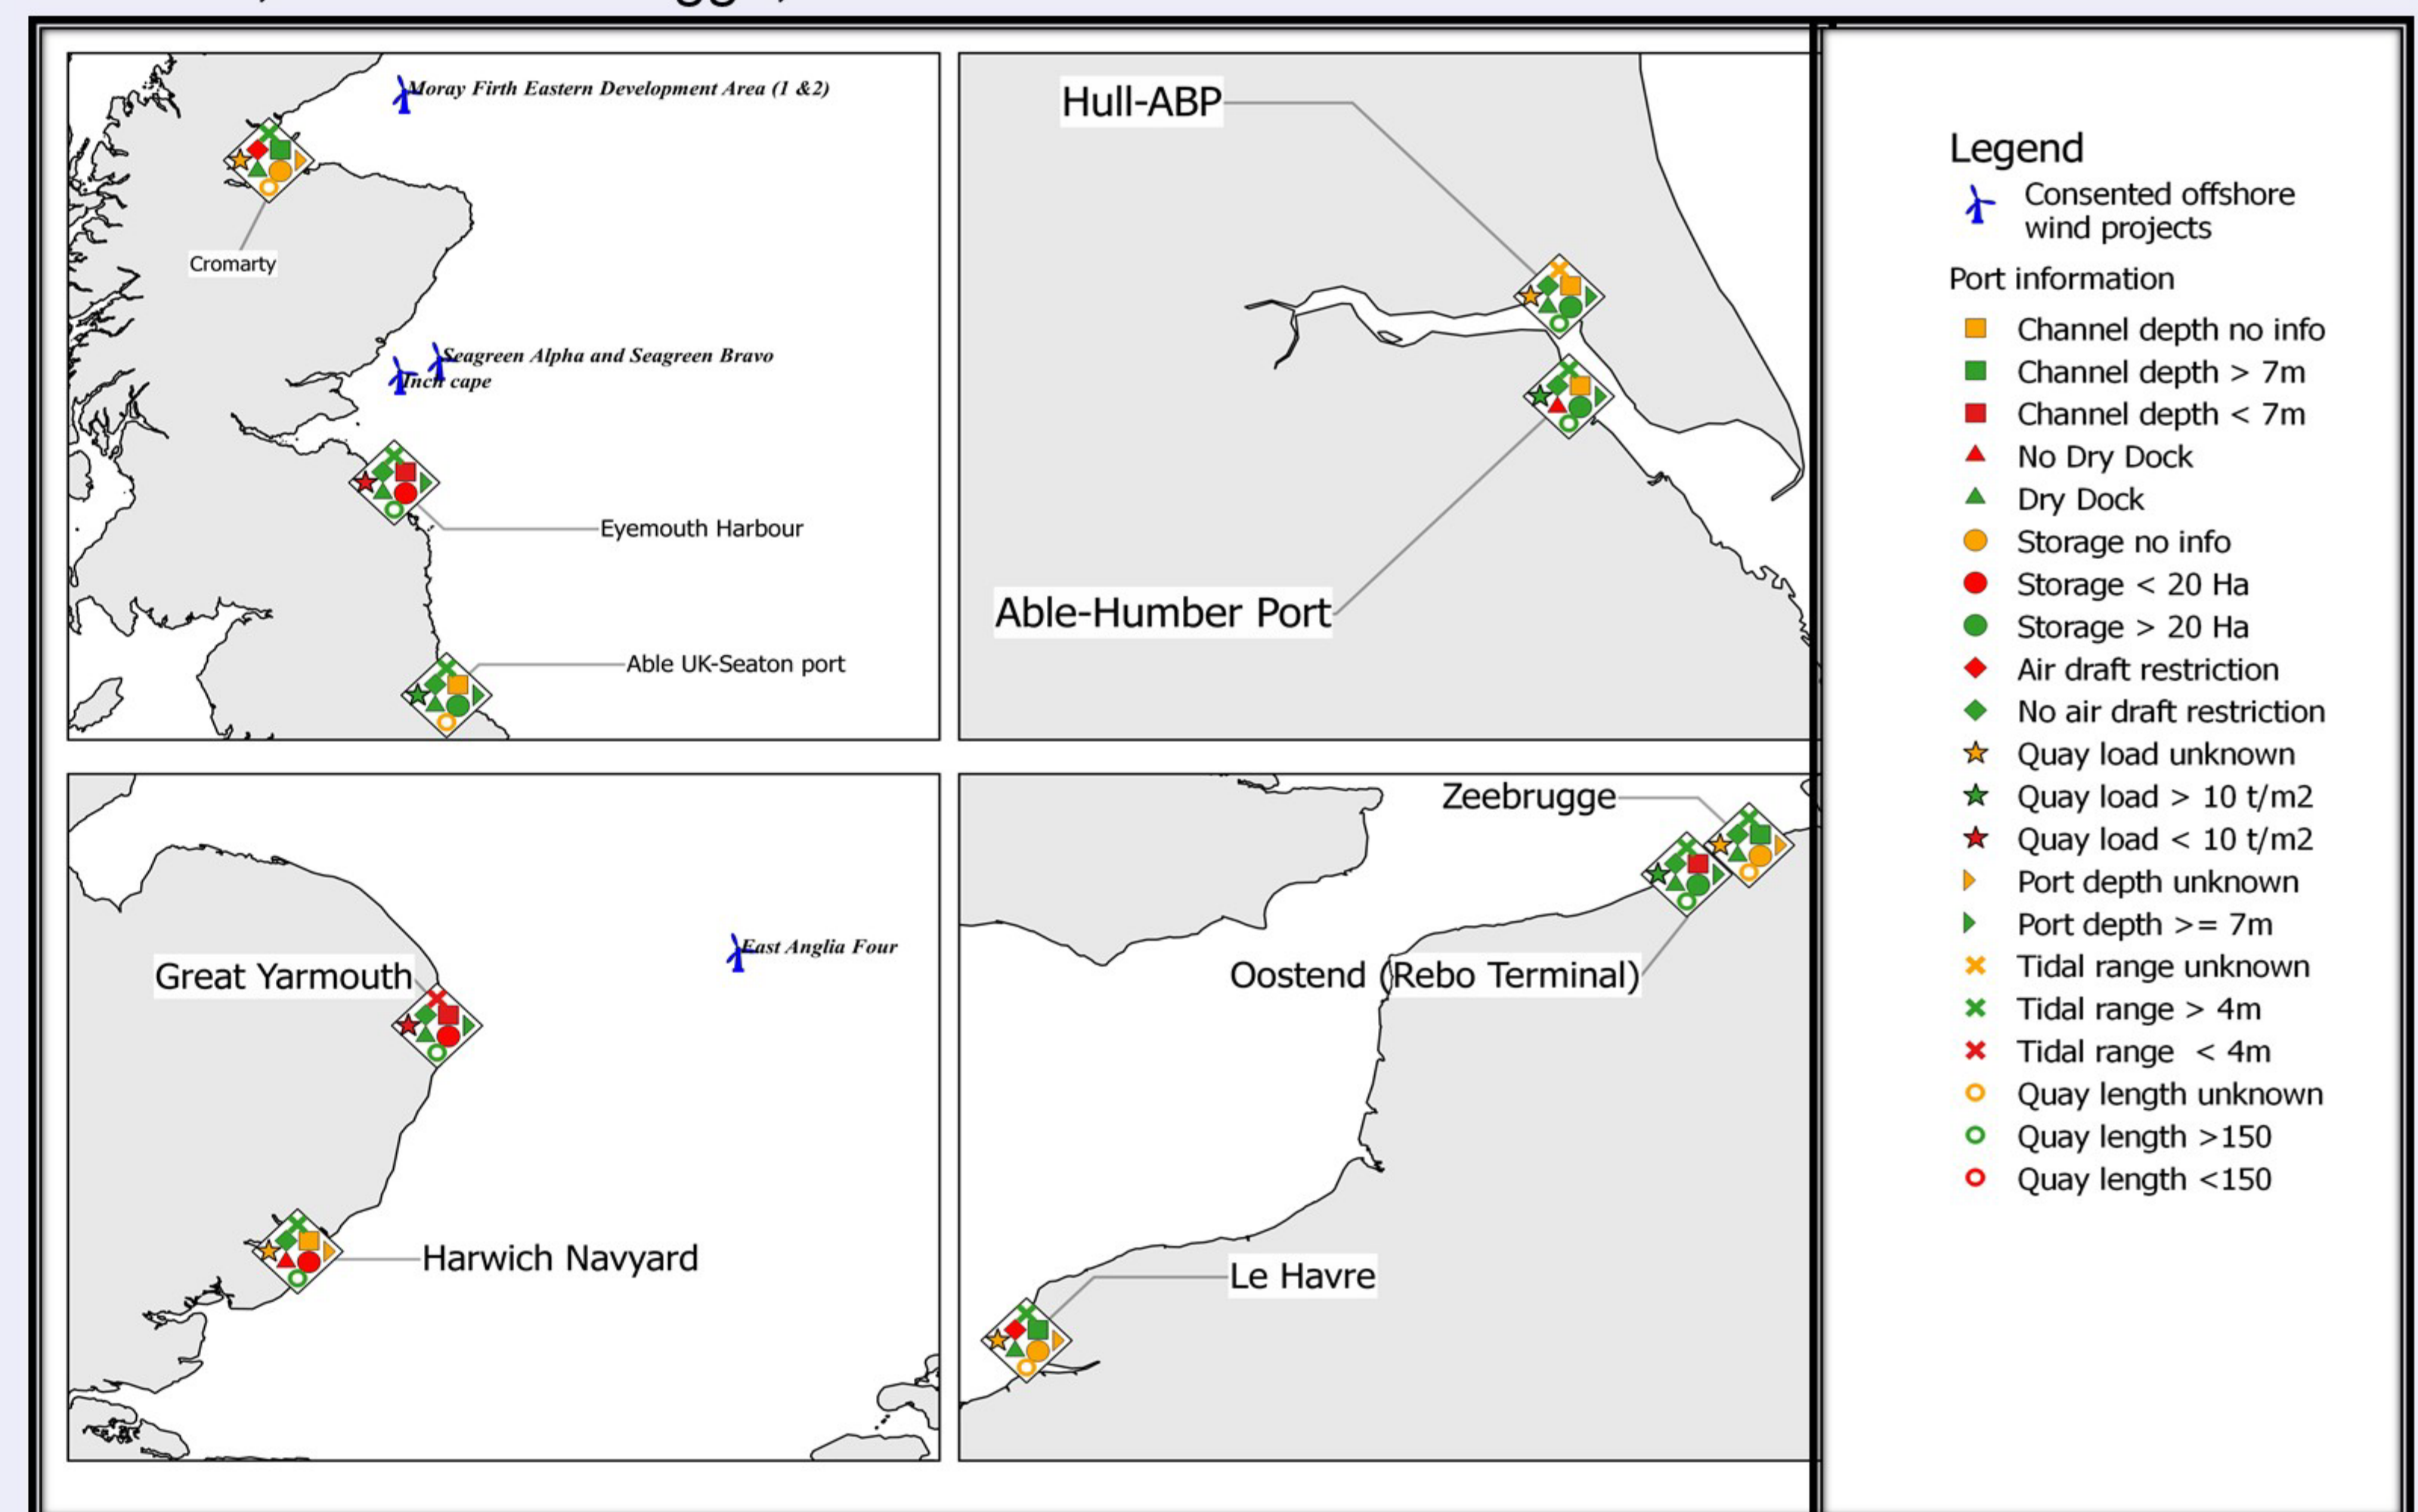 Moray Firth Eastern Development Area (1 &2)
Cromarty
Seagreen Alpha and Seagreen Bravo
Inch cape
Eyemouth Harbour
Able UK-Seaton port
Hull-ABP
Able-Humber Port
Great Yarmouth
East Anglia Four
Harwich Navyard
Zeebrugge
Oostend (Rebo Terminal)
Le Havre
Legend
Consented offshore
wind projects
Port information
Channel depth no info
Channel depth > 7m
Channel depth < 7m
No Dry Dock
Dry Dock
Storage no info
Storage < 20 Ha
Storage > 20 Ha
Air draft restriction
No air draft restriction
Quay load unknown
Quay load > 10 t/m2
Quay load < 10 t/m2
Port depth unknown
Port depth >= 7m
Tidal range unknown
Tidal range > 4m
Tidal range < 4m
Quay length unknown
Quay length >150
Quay length <150